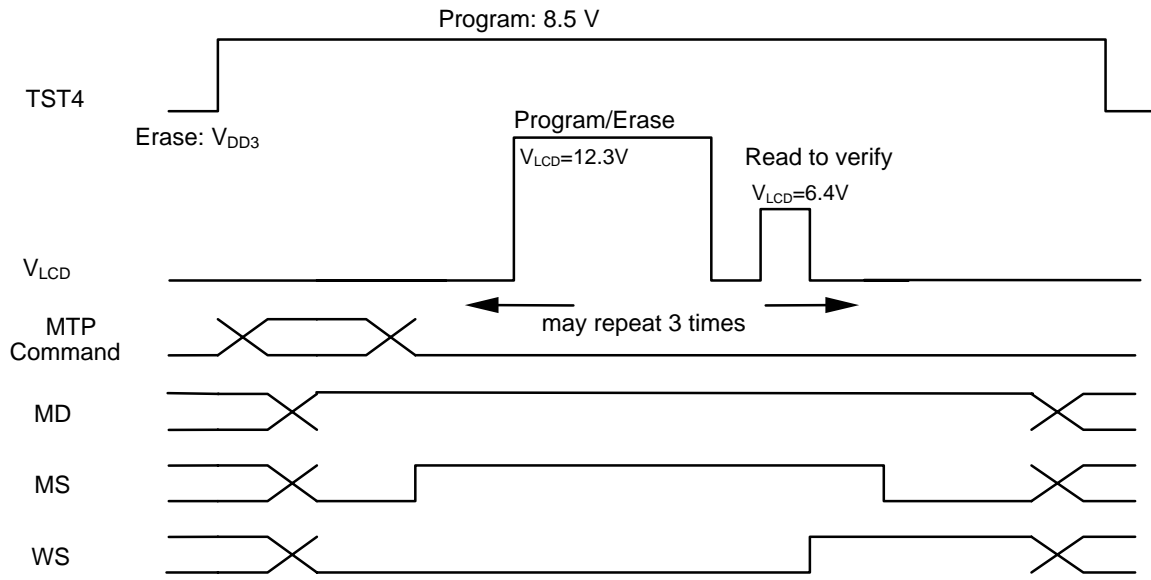 Program: 8.5 V
TST4
Erase: VDD3
Program/Erase
VLCD=12.3V
Read to verify
VLCD=6.4V
VLCD
may repeat 3 times
MTP
Command
MD
MS
WS